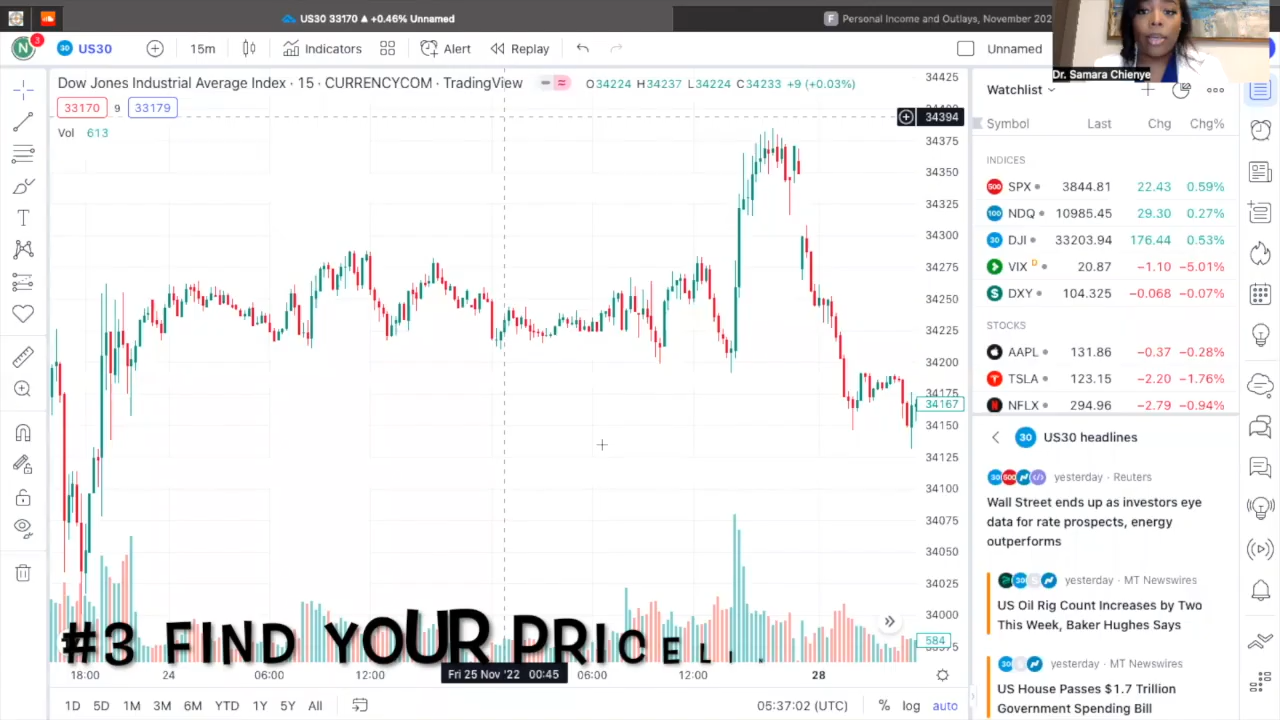 US30 33170 ▲ +0.46% Unnamed
F Personal Income and Outlays, November 202
N 3 30 US30 15m Indicators Alert Replay Unnamed
Dr. Samara Chienye
Dow Jones Industrial Average Index · 15 · CURRENCYCOM · TradingView O34224 H34237 L34224 C34233 +9 (+0.03%)
33170 9 33179
Vol 613
34425
34394
34375
34350
34325
34300
34275
34250
34225
34200
34175
34167
34150
34125
34100
34075
34050
34025
34000
584
#3 FIND YOUR PRICE
18:00 24 06:00 12:00 Fri 25 Nov '22 00:45 06:00 12:00 28
1D 5D 1M 3M 6M YTD 1Y 5Y All 05:37:02 (UTC) % log auto
Watchlist
Symbol Last Chg Chg%
INDICES
500 SPX 3844.81 22.43 0.59%
100 NDQ 10985.45 29.30 0.27%
30 DJI 33203.94 176.44 0.53%
VIX D 20.87 −1.10 −5.01%
$ DXY 104.325 −0.068 −0.07%
STOCKS
AAPL 131.86 −0.37 −0.28%
TSLA 123.15 −2.20 −1.76%
NFLX 294.96 −2.79 −0.94%
30 US30 headlines
yesterday · Reuters
Wall Street ends up as investors eye
data for rate prospects, energy
outperforms
yesterday · MT Newswires
US Oil Rig Count Increases by Two
This Week, Baker Hughes Says
yesterday · MT Newswires
US House Passes $1.7 Trillion
Government Spending Bill